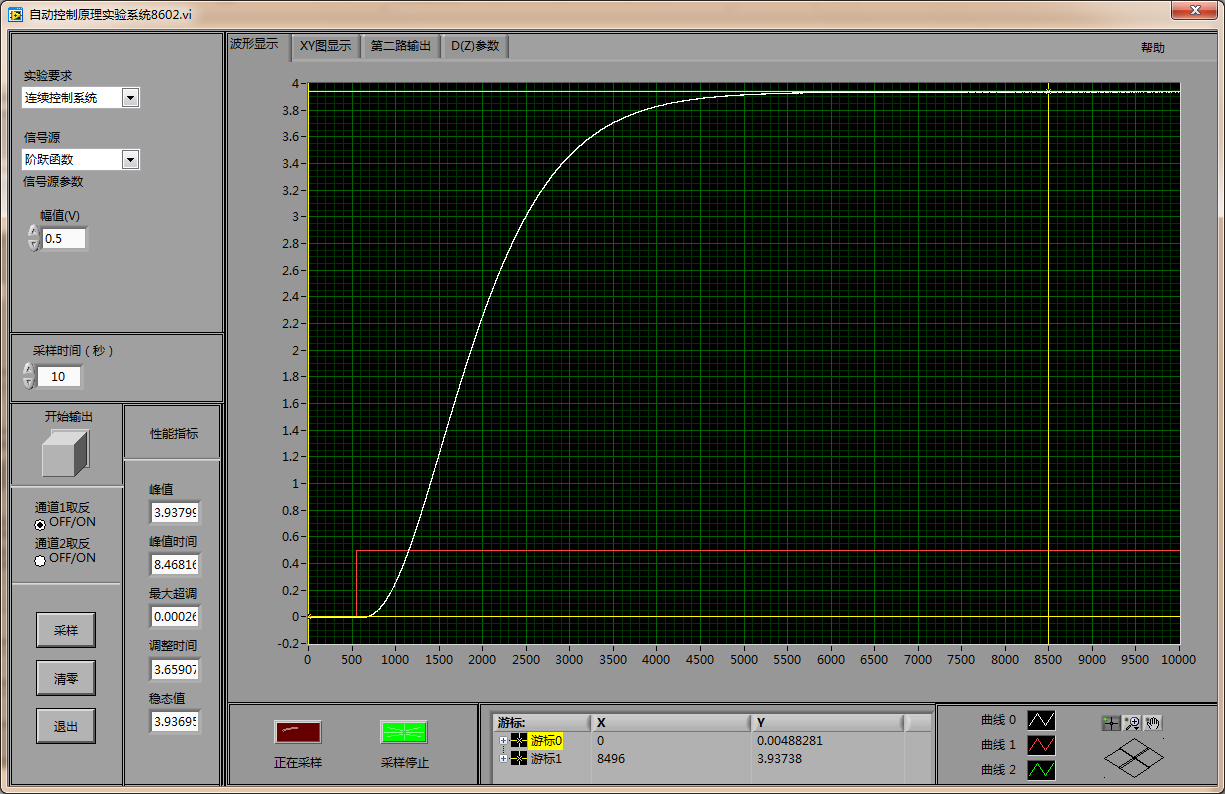 自动控制原理实验系统8602.vi
实验要求
连续控制系统
信号源
阶跃函数
信号源参数
幅值(V)
0.5
采样时间（秒）
10
开始输出
通道1取反
OFF/ON
通道2取反
OFF/ON
采样
清零
退出
性能指标
峰值
3.93799
峰值时间
8.46816
最大超调
0.00026
调整时间
3.65907
稳态值
3.93695
波形显示 XY图显示 第二路输出 D(Z)参数 帮助
4
3.8
3.6
3.4
3.2
3
2.8
2.6
2.4
2.2
2
1.8
1.6
1.4
1.2
1
0.8
0.6
0.4
0.2
0
-0.2
0 500 1000 1500 2000 2500 3000 3500 4000 4500 5000 5500 6000 6500 7000 7500 8000 8500 9000 9500 10000
正在采样 采样停止
游标: X Y
游标0 0 0.00488281
游标1 8496 3.93738
曲线 0
曲线 1
曲线 2